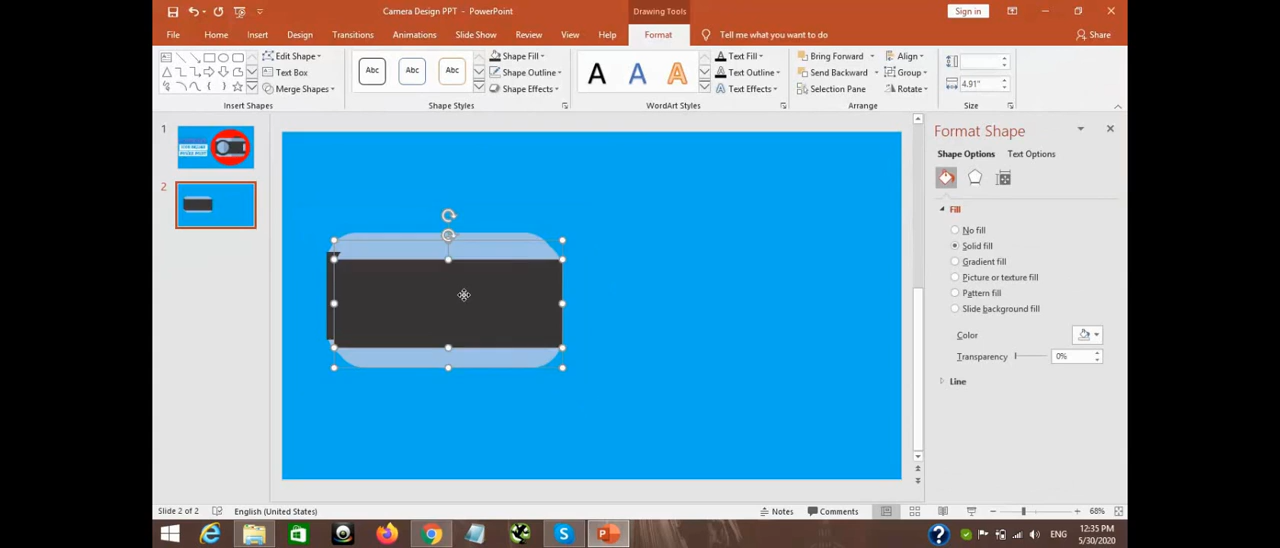 Camera Design PPT - PowerPoint
Drawing Tools
Sign in
File
Home
Insert
Design
Transitions
Animations
Slide Show
Review
View
Help
Format
Tell me what you want to do
Share
Edit Shape
Text Box
Merge Shapes
Insert Shapes
Abc
Abc
Abc
Shape Fill
Shape Outline
Shape Effects
Shape Styles
A
A
A
Text Fill
Text Outline
Text Effects
WordArt Styles
Bring Forward
Send Backward
Selection Pane
Align
Group
Rotate
Arrange
4.91"
Size
1
2
Format Shape
Shape Options
Text Options
Fill
No fill
Solid fill
Gradient fill
Picture or texture fill
Pattern fill
Slide background fill
Color
Transparency
0%
Line
Slide 2 of 2
English (United States)
Notes
Comments
68%
ENG
12:35 PM
5/30/2020